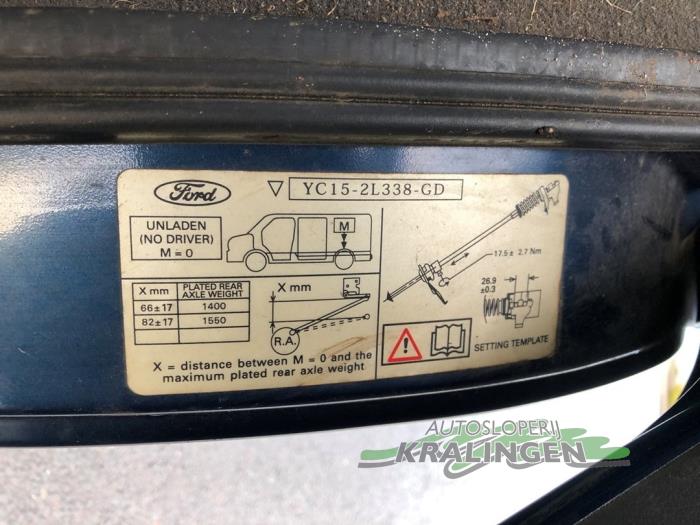 Ford
YC15-2L338-GD
UNLADEN
(NO DRIVER)
M = 0
M
X mm
PLATED REAR
AXLE WEIGHT
66±17 1400
82±17 1550
X mm
R.A.
X = distance between M = 0 and the
maximum plated rear axle weight
17.5± 2.7 Nm
26.9
±0.3
SETTING TEMPLATE
AUTOSLOPERIJ
KRALINGEN